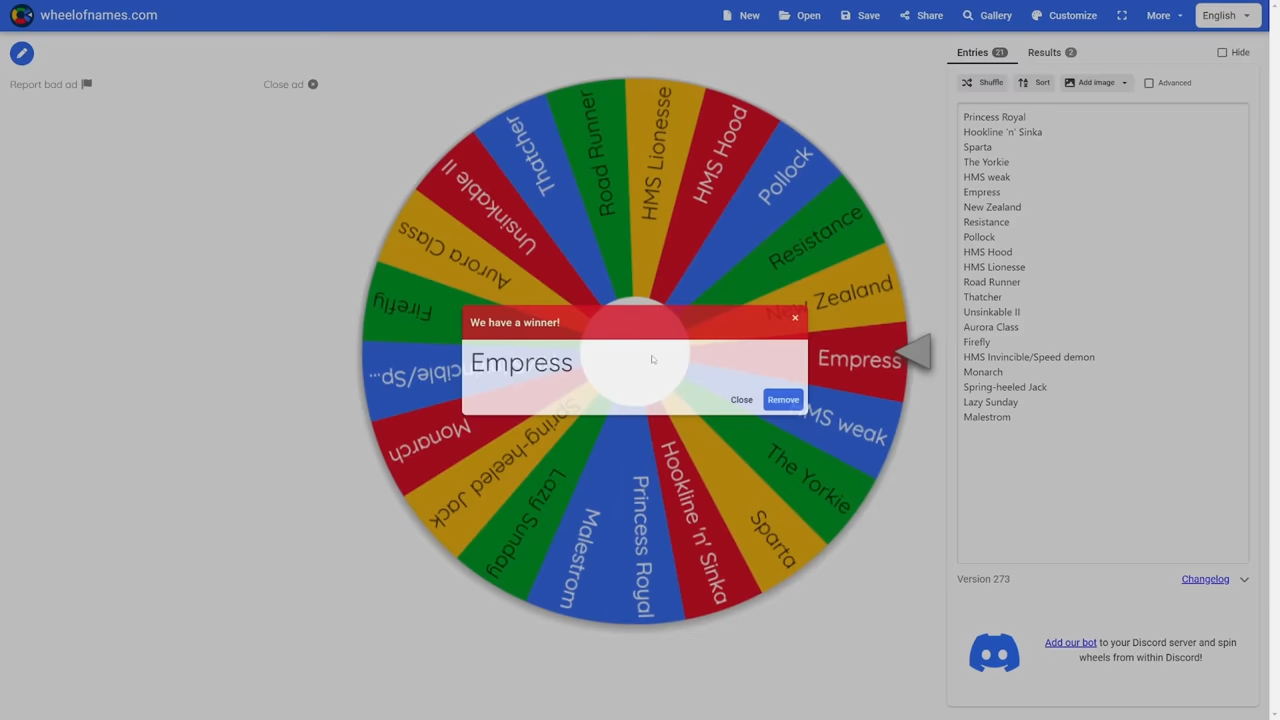 wheelofnames.com
New
Open
Save
Share
Gallery
Customize
More
English
Report bad ad
Close ad
Thatcher
Road Runner
HMS Lionesse
HMS Hood
Pollock
Resistance
New Zealand
Empress
HMS weak
The Yorkie
Sparta
Hookline 'n' Sinka
Princess Royal
Malestrom
Lazy Sunday
Spring-heeled Jack
Monarch
...cible/Sp...
Firefly
Aurora Class
Unsinkable II
We have a winner!
×
Empress
Close
Remove
Entries 21
Results 2
Hide
Shuffle
Sort
Add image
Advanced
Princess Royal
Hookline 'n' Sinka
Sparta
The Yorkie
HMS weak
Empress
New Zealand
Resistance
Pollock
HMS Hood
HMS Lionesse
Road Runner
Thatcher
Unsinkable II
Aurora Class
Firefly
HMS Invincible/Speed demon
Monarch
Spring-heeled Jack
Lazy Sunday
Malestrom
Version 273
Changelog
Add our bot to your Discord server and spin
wheels from within Discord!